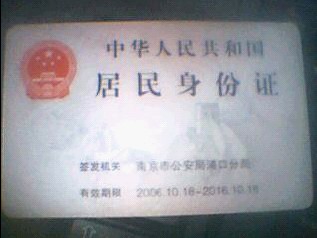 中华人民共和国
居民身份证
签发机关 南京市公安局浦口分局
有效期限 2006.10.18-2016.10.18